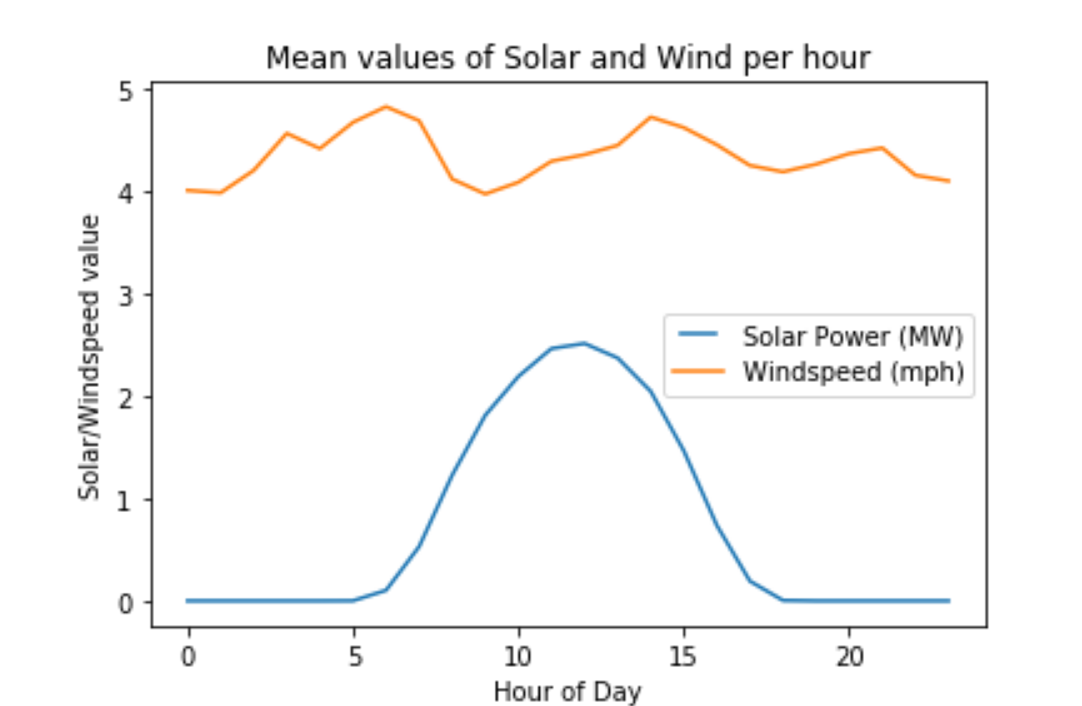 Mean values of Solar and Wind per hour
5
4
3
2
1
0
Solar/Windspeed value
Solar Power (MW)
Windspeed (mph)
0 5 10 15 20
Hour of Day